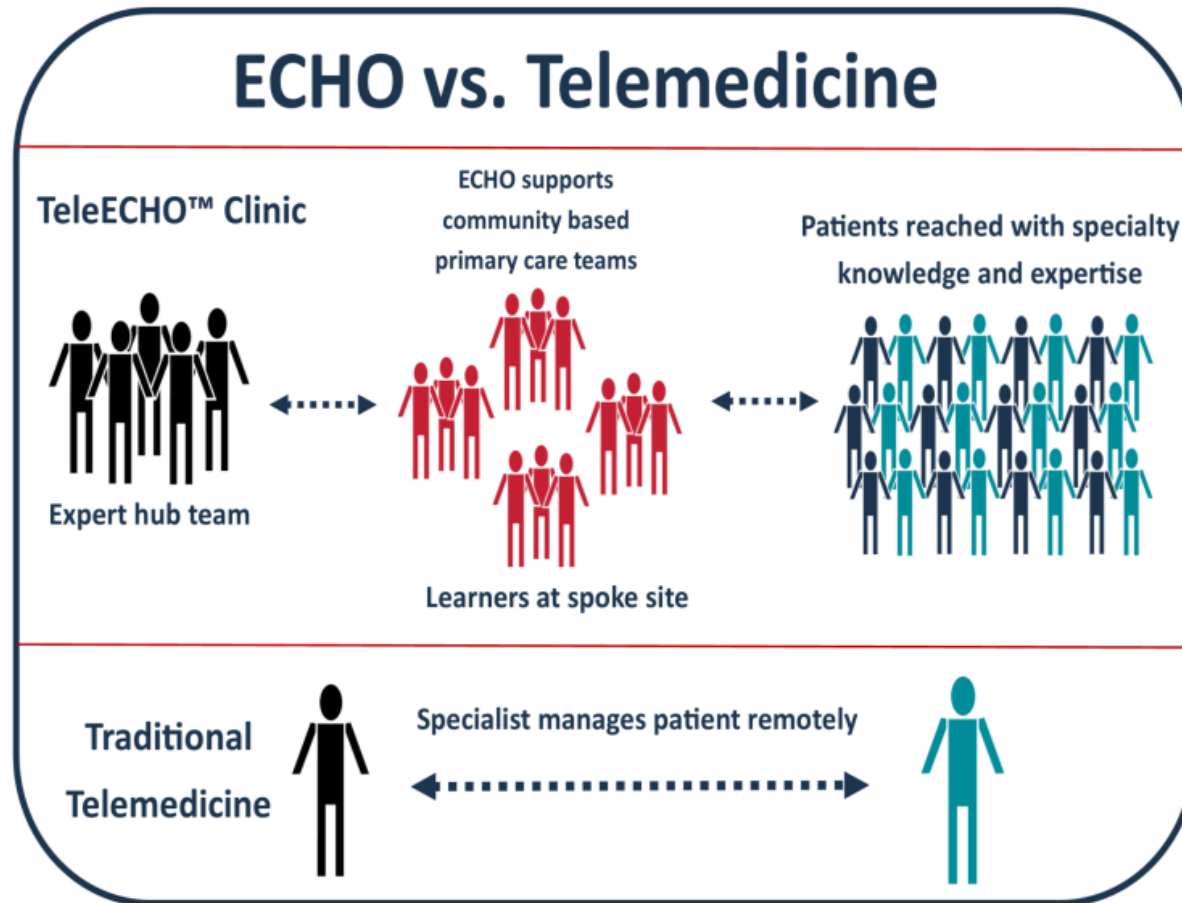 ECHO vs. Telemedicine
TeleECHO™ Clinic
ECHO supports
community based
primary care teams
Patients reached with specialty
knowledge and expertise
Expert hub team
Learners at spoke site
Traditional
Telemedicine
Specialist manages patient remotely